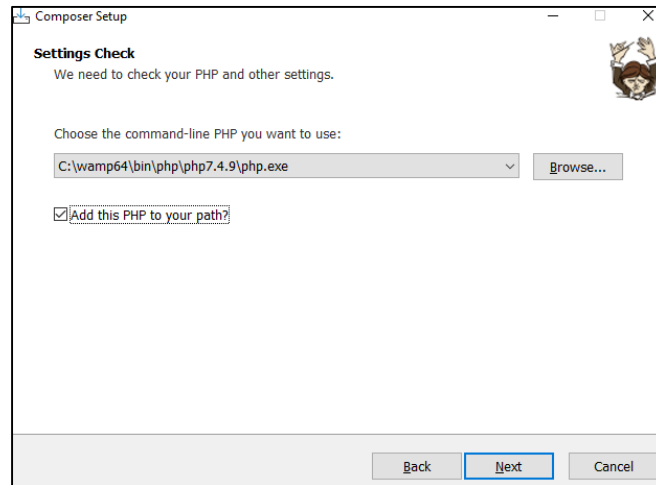 Composer Setup
Settings Check
We need to check your PHP and other settings.
Choose the command-line PHP you want to use:
C:\wamp64\bin\php\php7.4.9\php.exe
Browse...
Add this PHP to your path?
Back Next Cancel